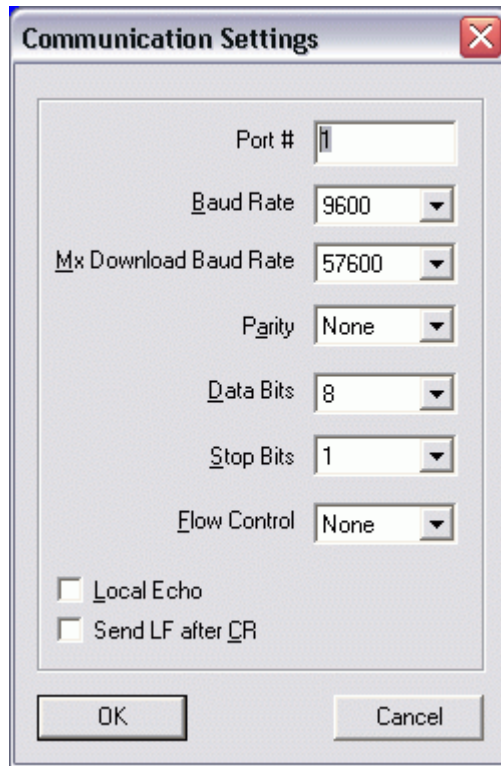 Communication Settings
Port # 1
Baud Rate 9600
Mx Download Baud Rate 57600
Parity None
Data Bits 8
Stop Bits 1
Flow Control None
Local Echo
Send LF after CR
OK Cancel